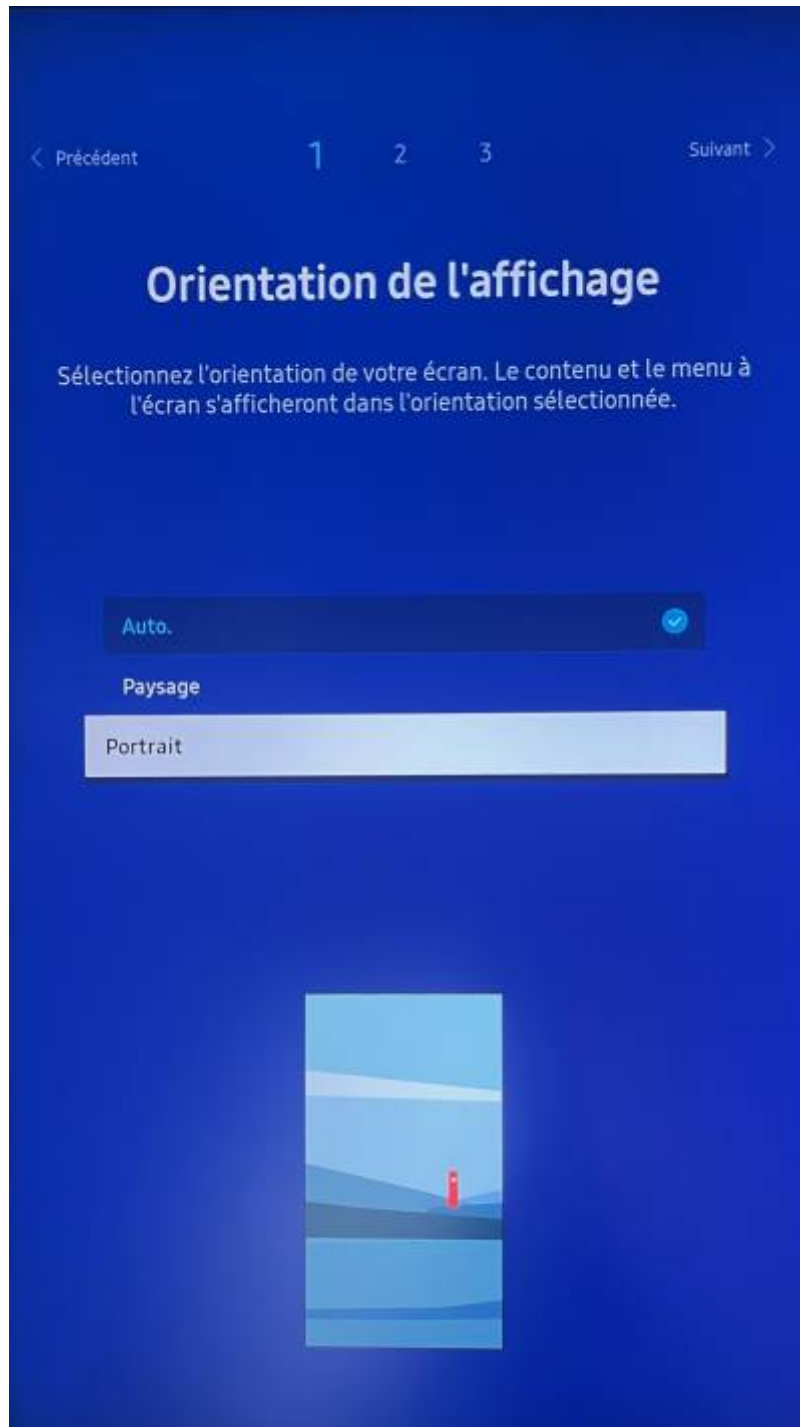 Précédent
1
2
3
Suivant
Orientation de l'affichage
Sélectionnez l'orientation de votre écran. Le contenu et le menu à
l'écran s'afficheront dans l'orientation sélectionnée.
Auto.
Paysage
Portrait